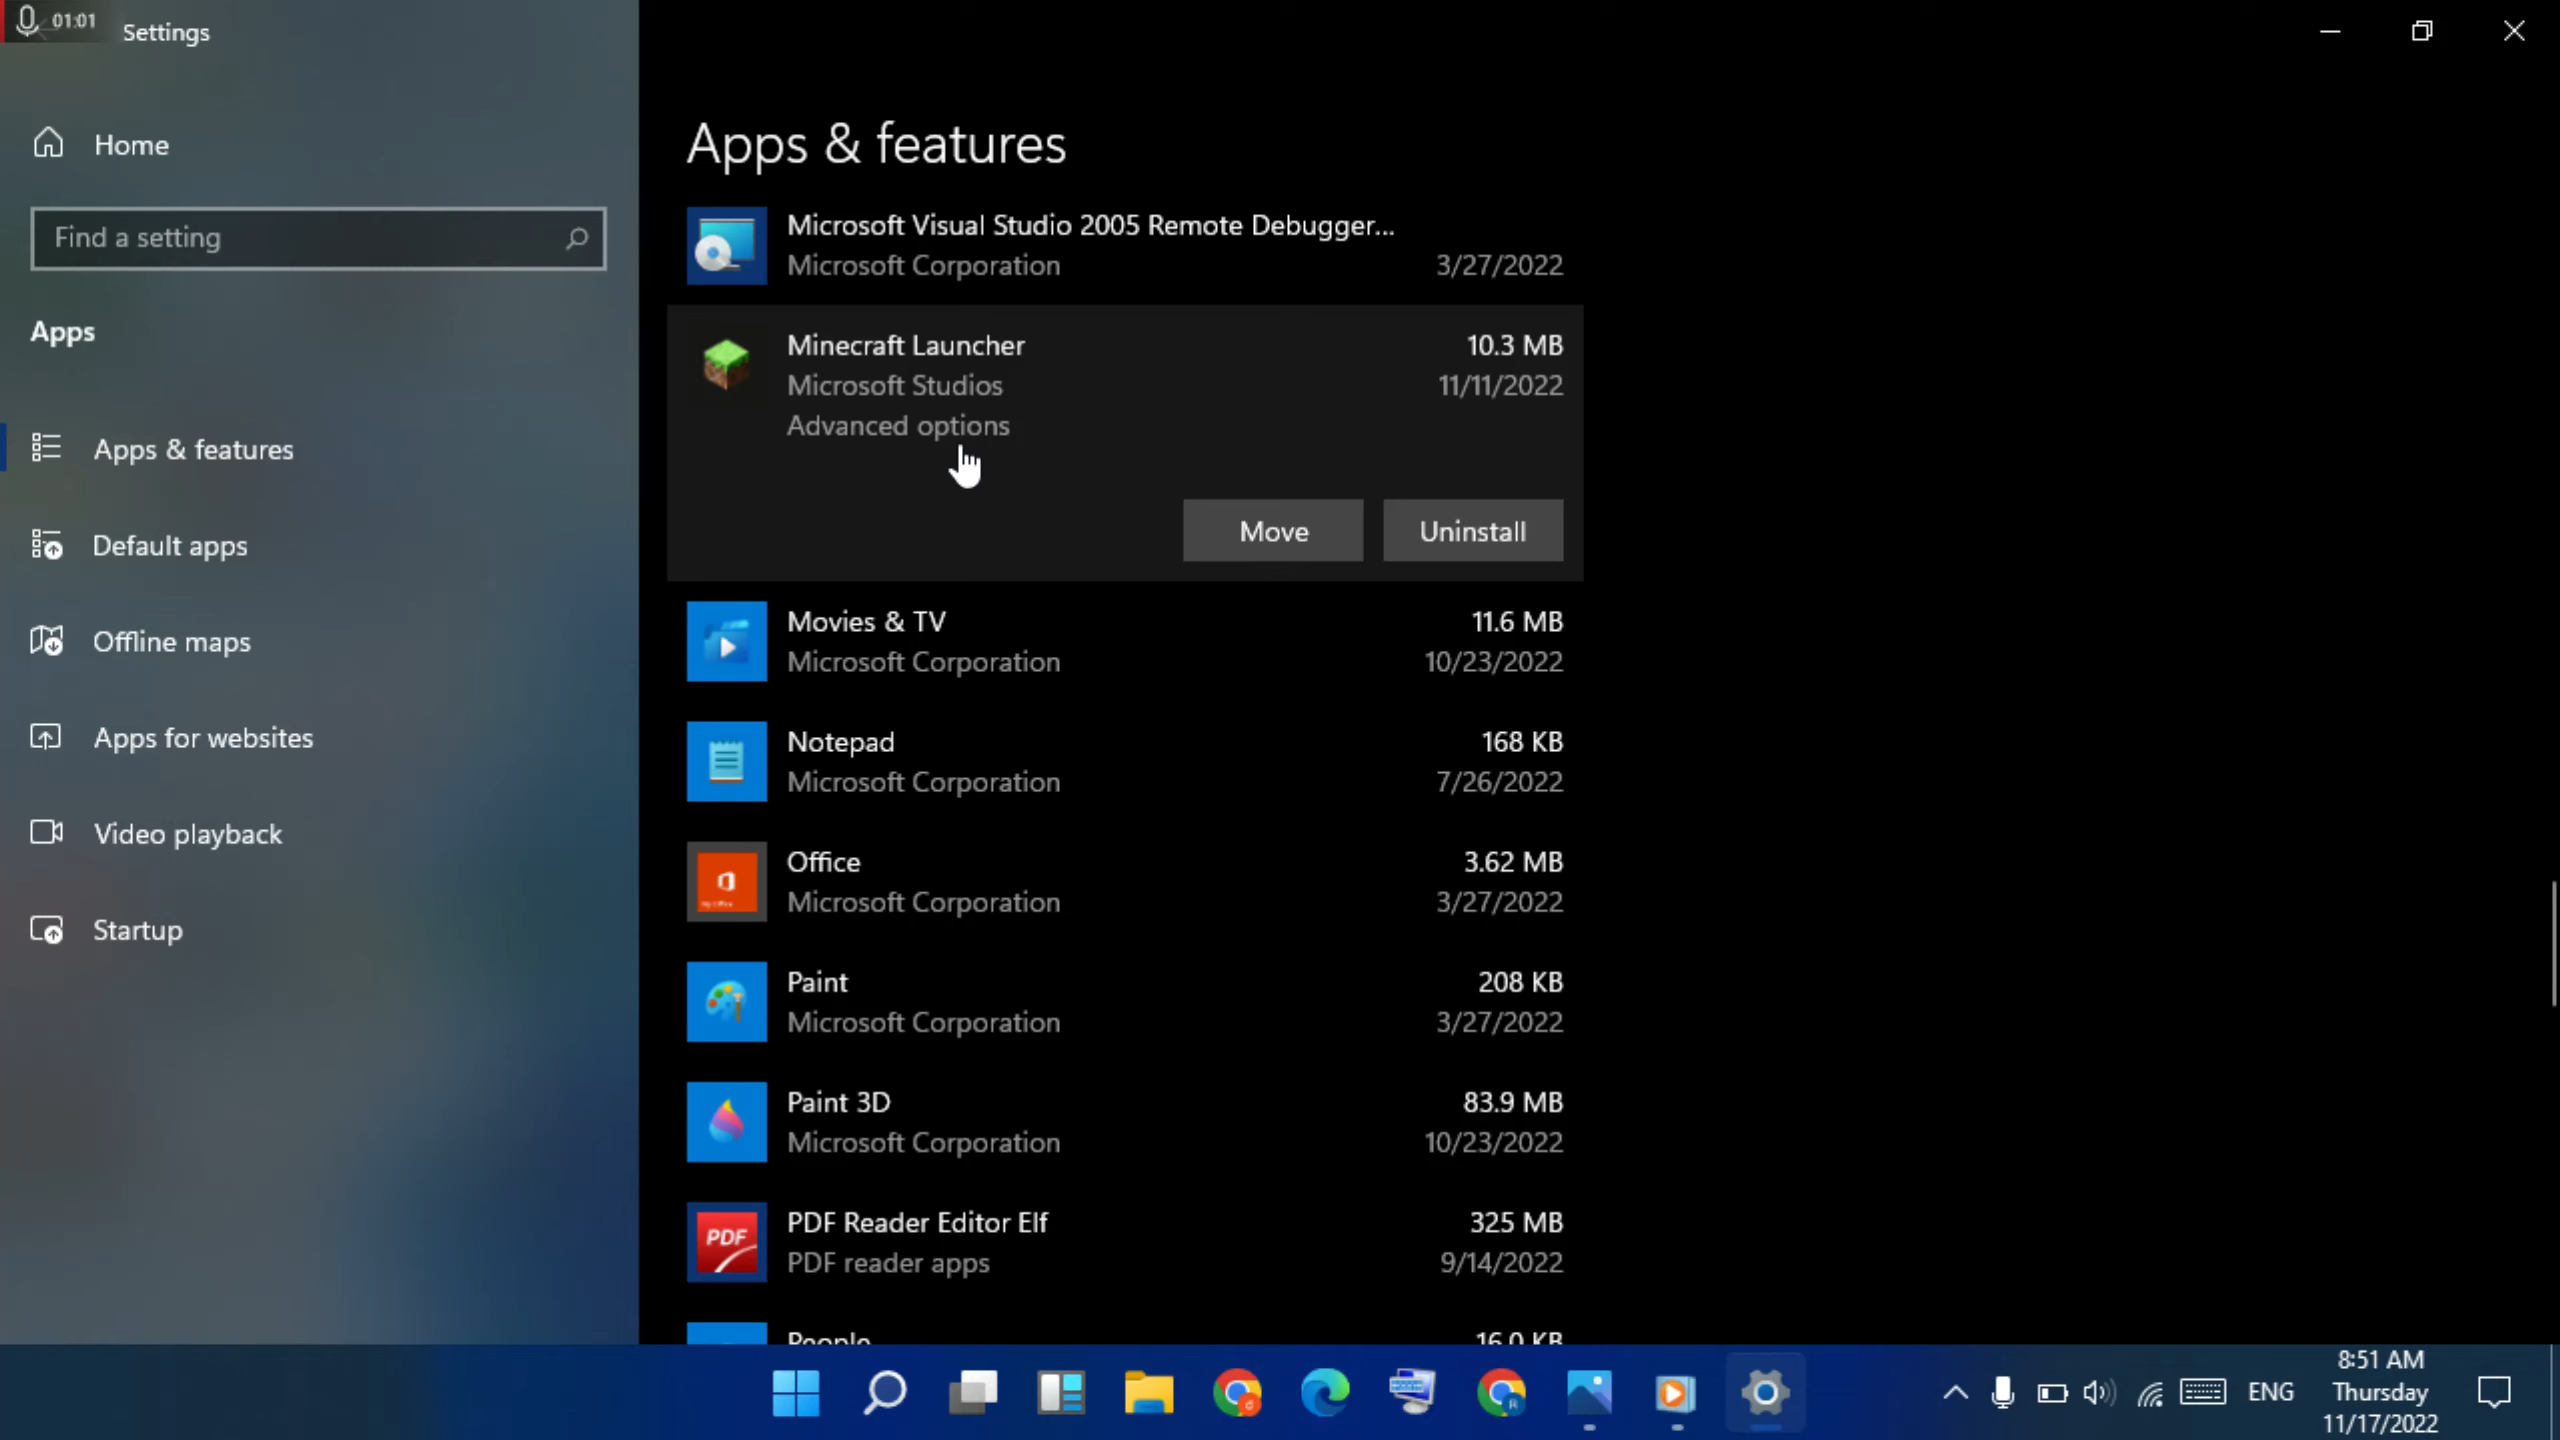 01:01
Settings
Home
Find a setting
Apps
Apps & features
Default apps
Offline maps
Apps for websites
Video playback
Startup
Apps & features
Microsoft Visual Studio 2005 Remote Debugger...
Microsoft Corporation 3/27/2022
Minecraft Launcher 10.3 MB
Microsoft Studios 11/11/2022
Advanced options
Move Uninstall
Movies & TV 11.6 MB
Microsoft Corporation 10/23/2022
Notepad 168 KB
Microsoft Corporation 7/26/2022
Office 3.62 MB
Microsoft Corporation 3/27/2022
Paint 208 KB
Microsoft Corporation 3/27/2022
Paint 3D 83.9 MB
Microsoft Corporation 10/23/2022
PDF
PDF Reader Editor Elf 325 MB
PDF reader apps 9/14/2022
People 16.0 KB
ENG
8:51 AM
Thursday
11/17/2022